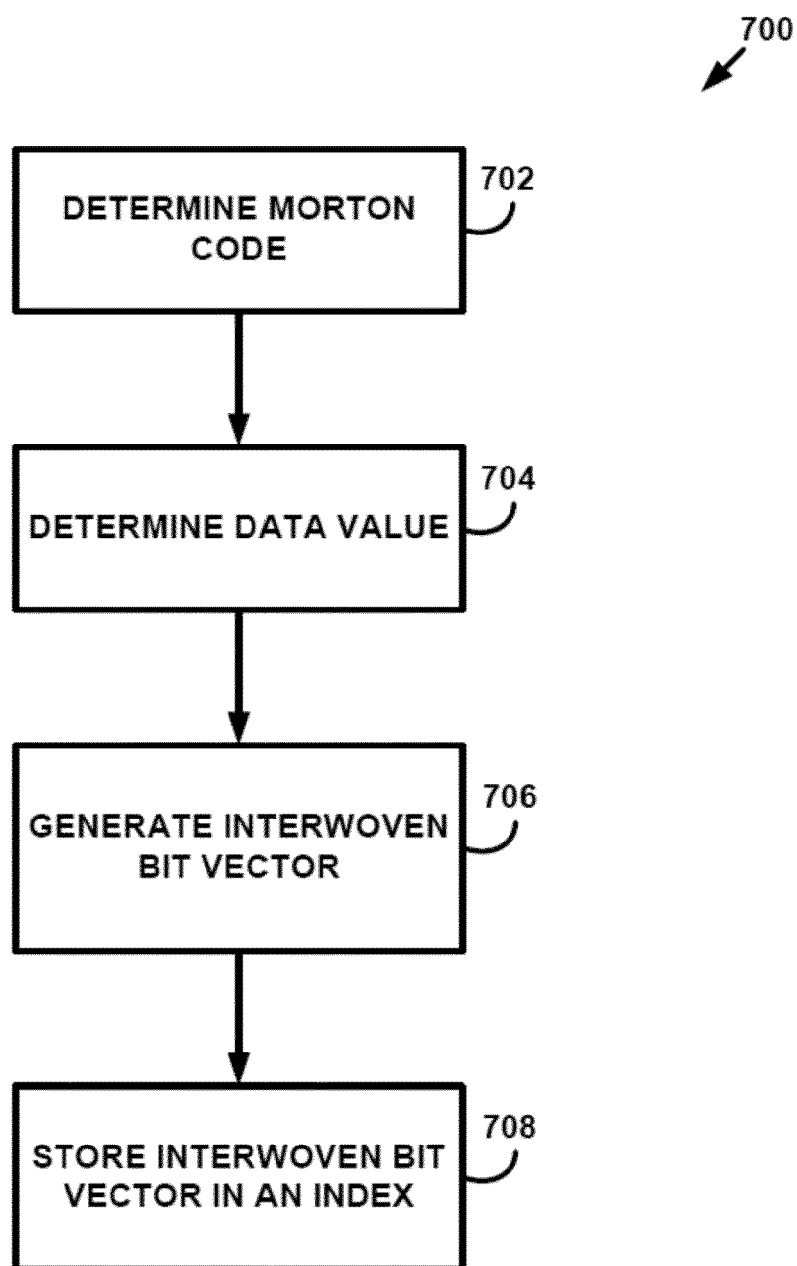 700
702
DETERMINE MORTON
CODE
704
DETERMINE DATA VALUE
706
GENERATE INTERWOVEN
BIT VECTOR
708
STORE INTERWOVEN BIT
VECTOR IN AN INDEX